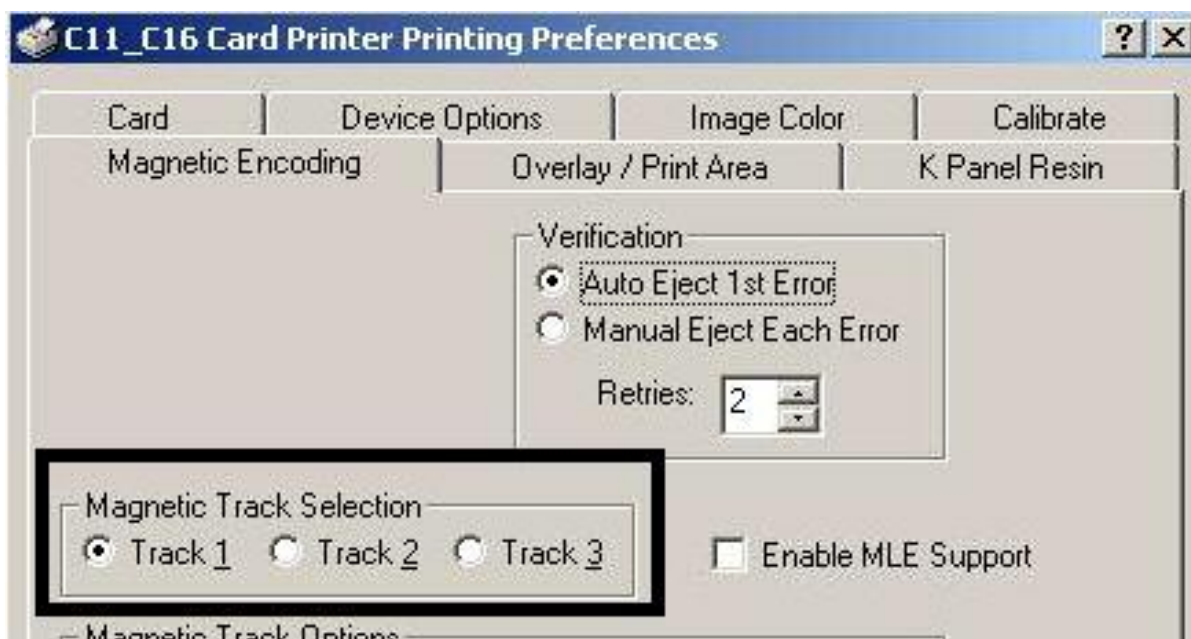 C11_C16 Card Printer Printing Preferences
Card Device Options Image Color Calibrate
Magnetic Encoding Overlay / Print Area K Panel Resin
Verification
Auto Eject 1st Error
Manual Eject Each Error
Retries: 2
Magnetic Track Selection
Track 1 Track 2 Track 3
Enable MLE Support
Magnetic Track Options